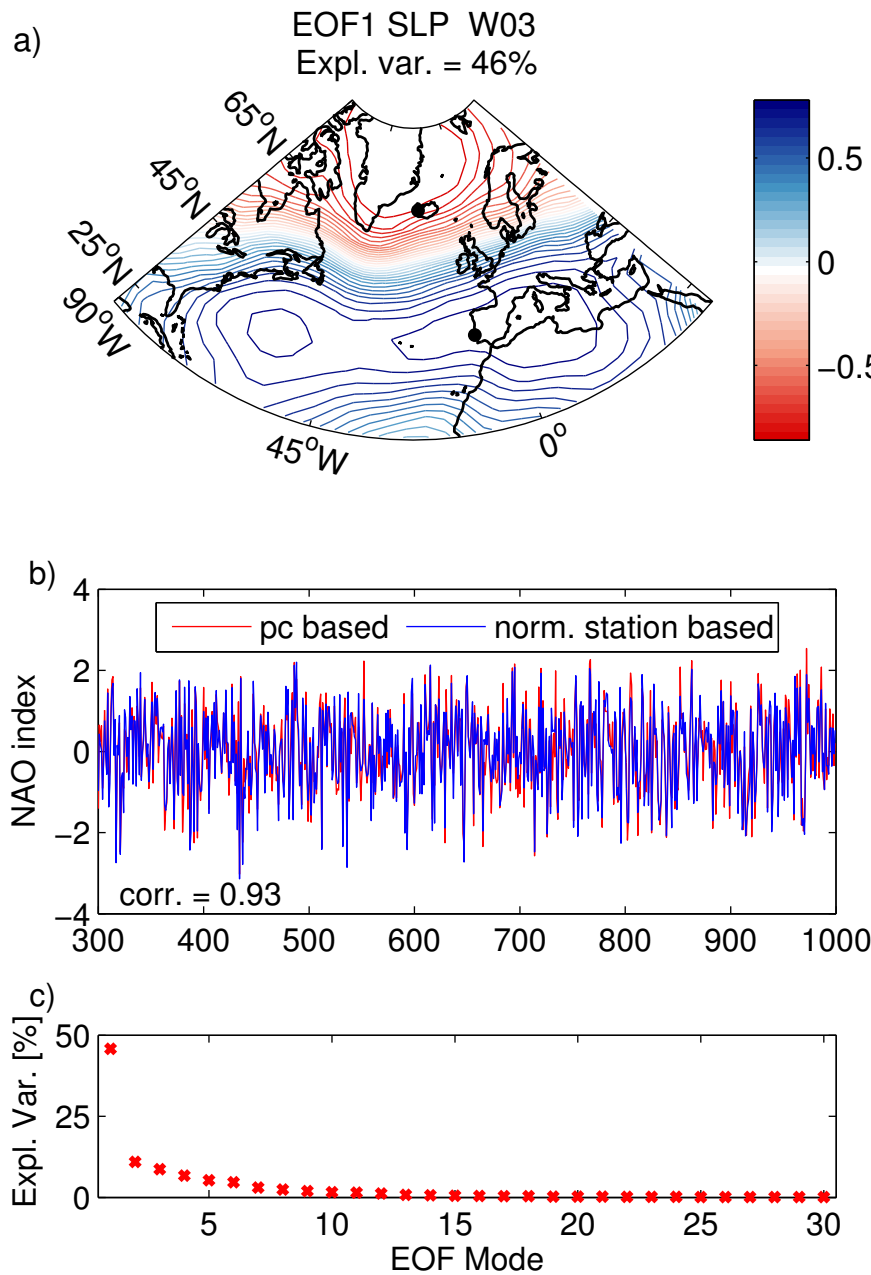 a)
EOF1 SLP W03
Expl. var. = 46%
65°N
45°N
25°N
90°W
45°W
0°
0.5
0
−0.5
b)
4
2
0
−2
−4
NAO index
pc based
norm. station based
corr. = 0.93
300 400 500 600 700 800 900 1000
c)
50
25
0
Expl. Var. [%]
5 10 15 20 25 30
EOF Mode